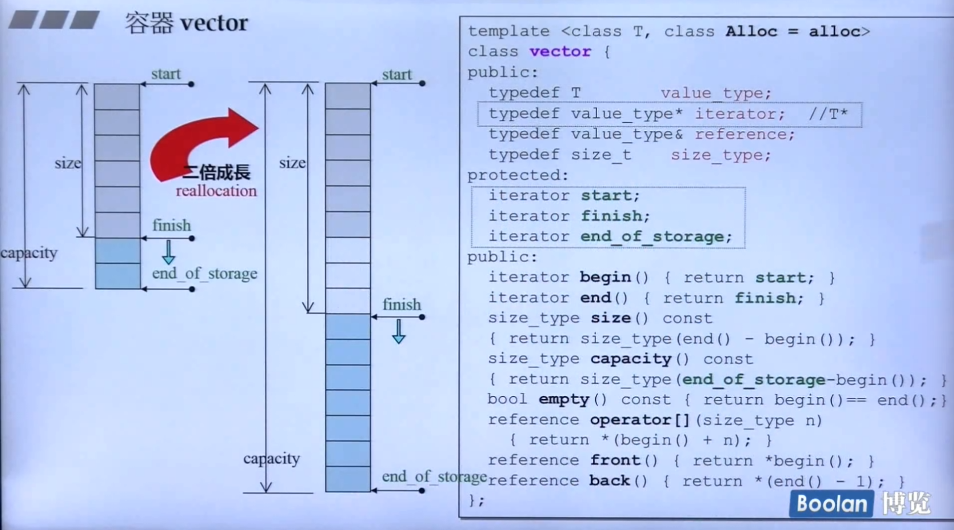 容器 vector
start
size
capacity
二倍成長
reallocation
finish
end_of_storage
start
size
finish
capacity
end_of_storage
template <class T, class Alloc = alloc>
class vector {
public:
typedef T value_type;
typedef value_type* iterator; //T*
typedef value_type& reference;
typedef size_t size_type;
protected:
iterator start;
iterator finish;
iterator end_of_storage;
public:
iterator begin() { return start; }
iterator end() { return finish; }
size_type size() const
{ return size_type(end() - begin()); }
size_type capacity() const
{ return size_type(end_of_storage-begin()); }
bool empty() const { return begin()== end();}
reference operator[](size_type n)
{ return *(begin() + n); }
reference front() { return *begin(); }
reference back() { return *(end() - 1); }
};
Boolan 博览